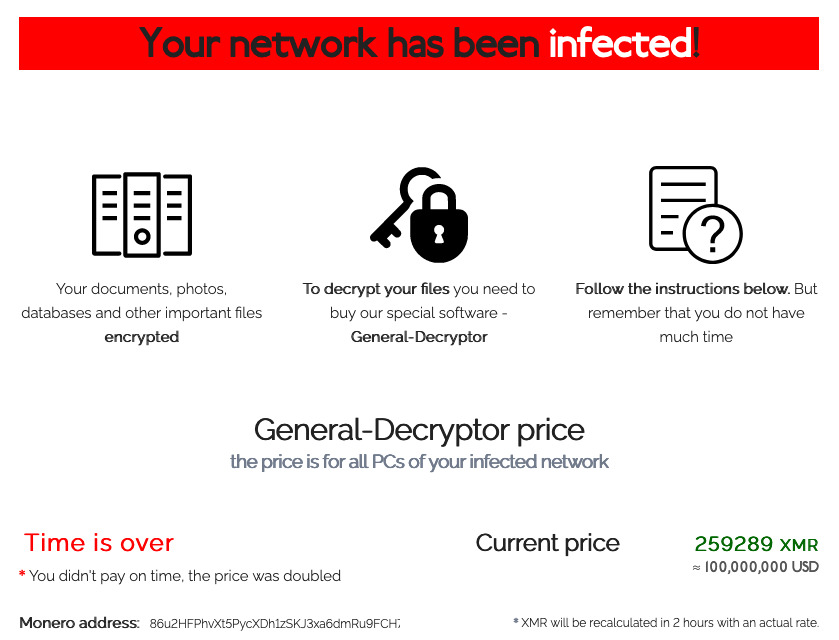 Your network has been infected!
Your documents, photos,
databases and other important files
encrypted
To decrypt your files you need to
buy our special software -
General-Decryptor
Follow the instructions below. But
remember that you do not have
much time
General-Decryptor price
the price is for all PCs of your infected network
Time is over
* You didn't pay on time, the price was doubled
Current price
259289 XMR
≈ 100,000,000 USD
Monero address: 86u2HFPhvXt5PycXDh1zSKJ3xa6dmRu9FCH
* XMR will be recalculated in 2 hours with an actual rate.